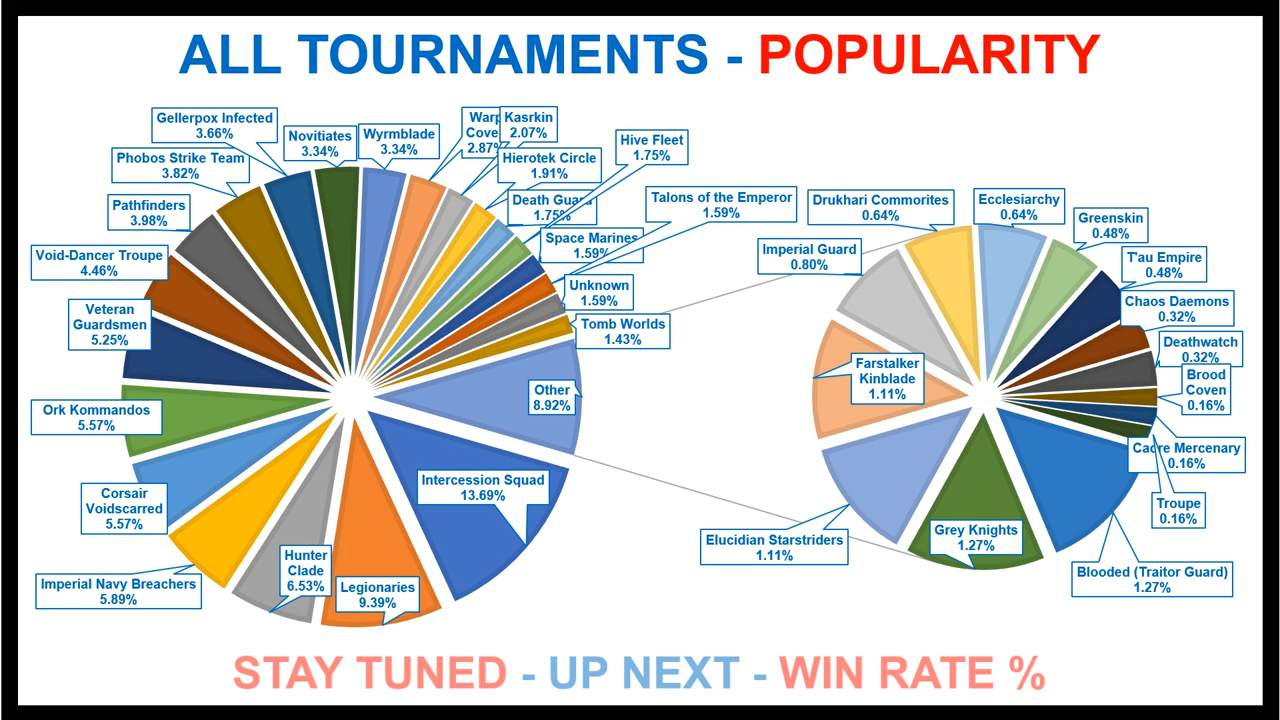 ALL TOURNAMENTS - POPULARITY
Gellerpox Infected
3.66%
Novitiates
3.34%
Wyrmblade
3.34%
Warp
Cove
2.87%
Kasrkin
2.07%
Hive Fleet
1.75%
Phobos Strike Team
3.82%
Hierotek Circle
1.91%
Pathfinders
3.98%
Death Guard
1.75%
Talons of the Emperor
1.59%
Void-Dancer Troupe
4.46%
Space Marines
1.59%
Veteran
Guardsmen
5.25%
Unknown
1.59%
Tomb Worlds
1.43%
Ork Kommandos
5.57%
Other
8.92%
Corsair
Voidscarred
5.57%
Intercession Squad
13.69%
Imperial Navy Breachers
5.89%
Hunter
Clade
6.53%
Legionaries
9.39%
Drukhari Commorites
0.64%
Ecclesiarchy
0.64%
Greenskin
0.48%
Imperial Guard
0.80%
T'au Empire
0.48%
Chaos Daemons
0.32%
Deathwatch
0.32%
Farstalker
Kinblade
1.11%
Brood
Coven
0.16%
Cadre Mercenary
0.16%
Troupe
0.16%
Elucidian Starstriders
1.11%
Grey Knights
1.27%
Blooded (Traitor Guard)
1.27%
STAY TUNED - UP NEXT - WIN RATE %